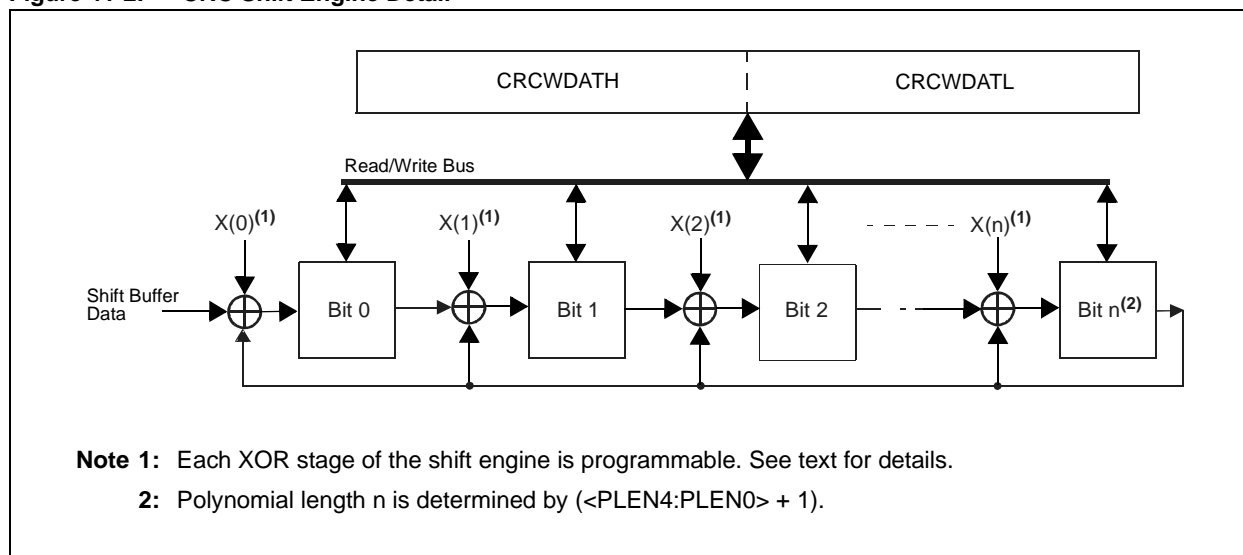 CRCWDATH CRCWDATL
Read/Write Bus
X(0)(1) X(1)(1) X(2)(1) X(n)(1)
Shift Buffer
Data
Bit 0 Bit 1 Bit 2 Bit n(2)
Note 1: Each XOR stage of the shift engine is programmable. See text for details.
2: Polynomial length n is determined by (<PLEN4:PLEN0> + 1).